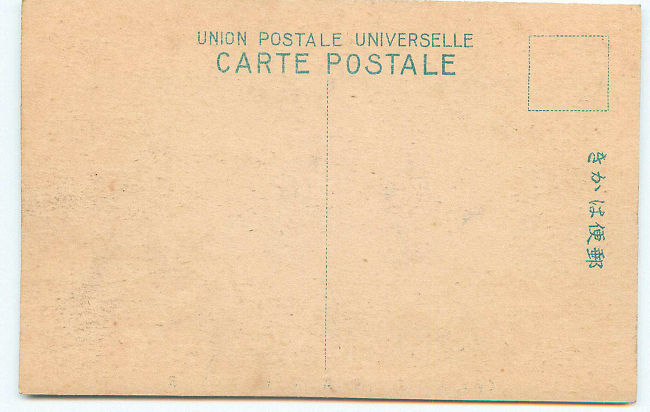 UNION POSTALE UNIVERSELLE
CARTE POSTALE
郵便はかき